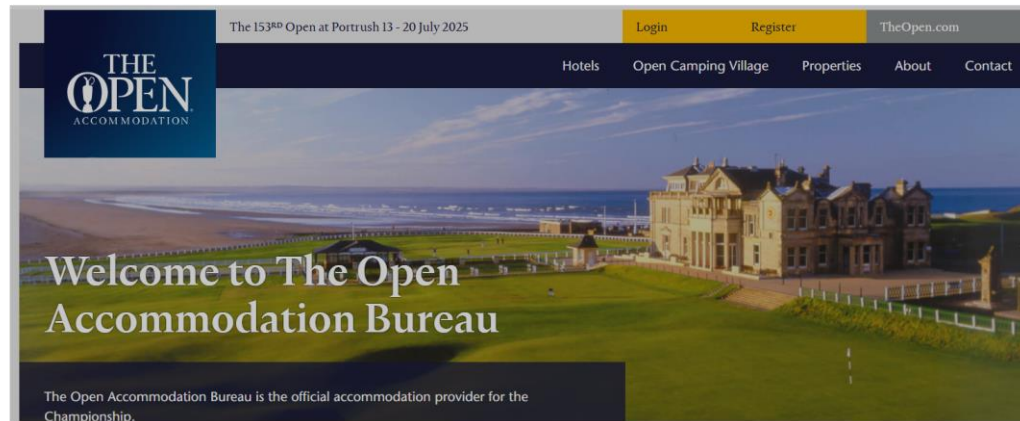 The 153RD Open at Portrush 13 - 20 July 2025
Login
Register
TheOpen.com
THE
OPEN
ACCOMMODATION
Hotels
Open Camping Village
Properties
About
Contact
Welcome to The Open
Accommodation Bureau
The Open Accommodation Bureau is the official accommodation provider for the
Championship.